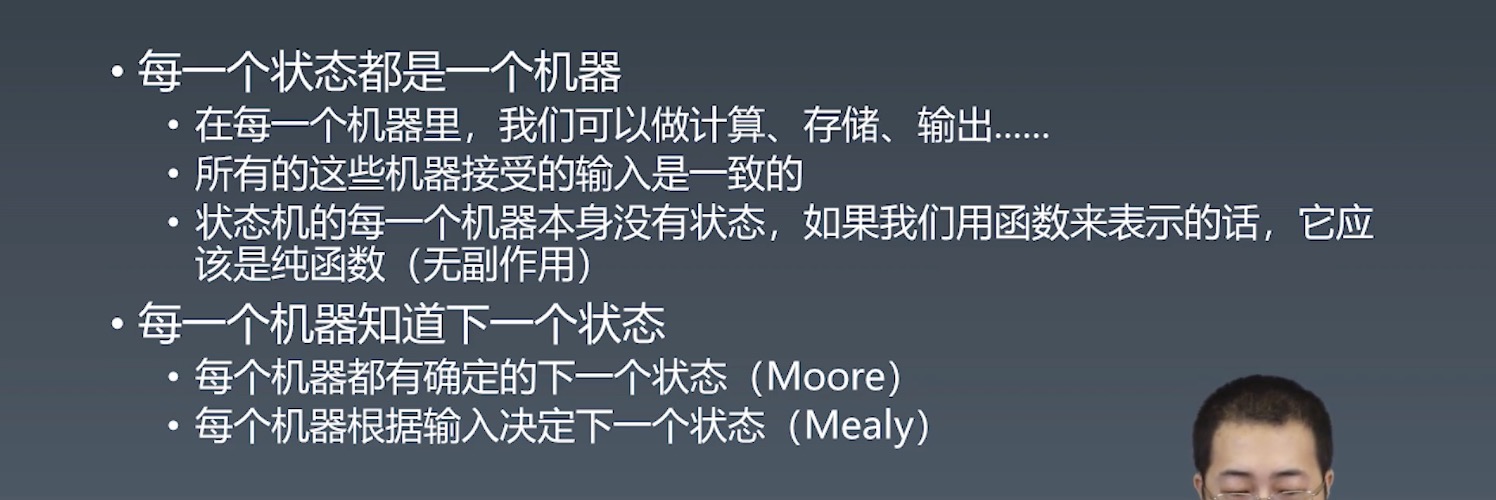 • 每一个状态都是一个机器
• 在每一个机器里，我们可以做计算、存储、输出……
• 所有的这些机器接受的输入是一致的
• 状态机的每一个机器本身没有状态，如果我们用函数来表示的话，它应
该是纯函数（无副作用）
• 每一个机器知道下一个状态
• 每个机器都有确定的下一个状态（Moore）
• 每个机器根据输入决定下一个状态（Mealy）